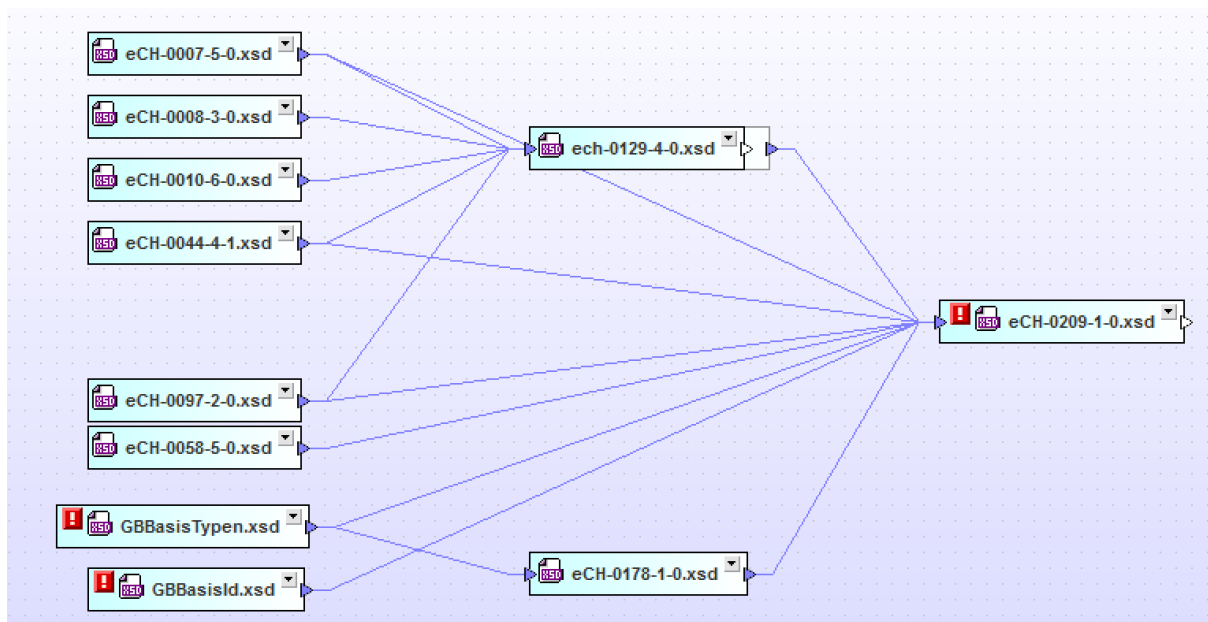 eCH-0007-5-0.xsd
eCH-0008-3-0.xsd
ech-0129-4-0.xsd
eCH-0010-6-0.xsd
eCH-0044-4-1.xsd
eCH-0209-1-0.xsd
eCH-0097-2-0.xsd
eCH-0058-5-0.xsd
GBBasisTypen.xsd
eCH-0178-1-0.xsd
GBBasisId.xsd